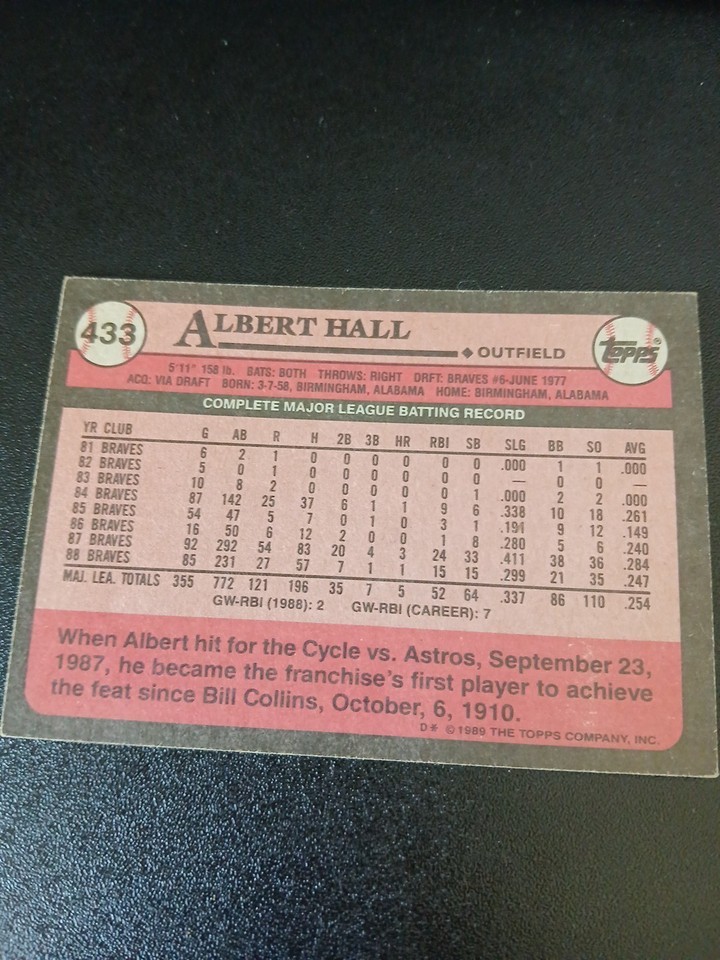 433 ALBERT HALL ◆ OUTFIELD TOPPS®
5'11" 158 lb. BATS: BOTH THROWS: RIGHT DRFT: BRAVES #6-JUNE 1977
ACQ: VIA DRAFT BORN: 3-7-58, BIRMINGHAM, ALABAMA HOME: BIRMINGHAM, ALABAMA
COMPLETE MAJOR LEAGUE BATTING RECORD
YR CLUB G AB R H 2B 3B HR RBI SB SLG BB SO AVG
81 BRAVES 6 2 1 0 0 0 0 0 0 .000 1 1 .000
82 BRAVES 5 0 1 0 0 0 0 0 0 — 0 0 —
83 BRAVES 10 8 2 0 0 0 0 0 1 .000 2 2 .000
84 BRAVES 87 142 25 37 6 1 1 9 6 .338 10 18 .261
85 BRAVES 54 47 5 7 0 1 0 3 1 .191 9 12 .149
86 BRAVES 16 50 6 12 2 0 0 1 8 .280 5 6 .240
87 BRAVES 92 292 54 83 20 4 3 24 33 .411 38 36 .284
88 BRAVES 85 231 27 57 7 1 1 15 15 .299 21 35 .247
MAJ. LEA. TOTALS 355 772 121 196 35 7 5 52 64 .337 86 110 .254
GW-RBI (1988): 2 GW-RBI (CAREER): 7
When Albert hit for the Cycle vs. Astros, September 23,
1987, he became the franchise's first player to achieve
the feat since Bill Collins, October, 6, 1910.
D* © 1989 THE TOPPS COMPANY, INC.